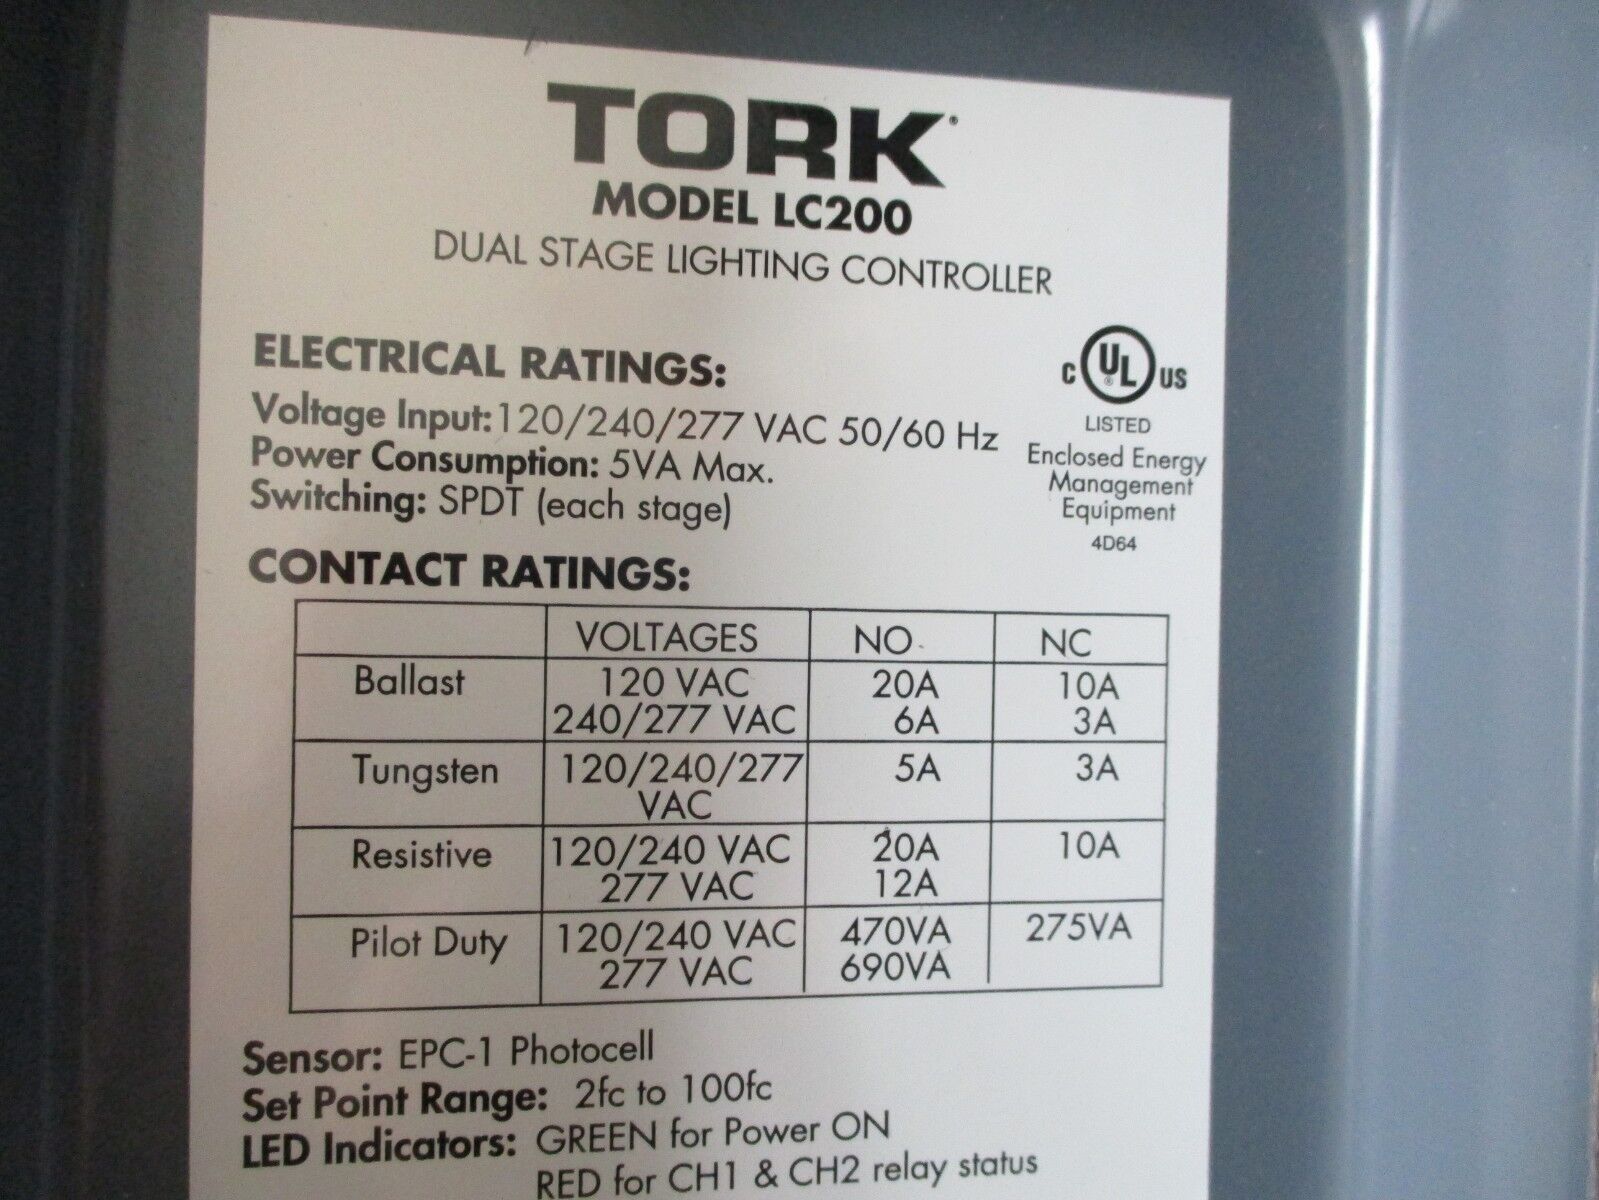 TORK®
MODEL LC200
DUAL STAGE LIGHTING CONTROLLER
ELECTRICAL RATINGS:
Voltage Input: 120/240/277 VAC 50/60 Hz
Power Consumption: 5VA Max.
Switching: SPDT (each stage)
C UL® US
LISTED
Enclosed Energy
Management
Equipment
4D64
CONTACT RATINGS:
VOLTAGES NO NC
Ballast 120 VAC 20A 10A
240/277 VAC 6A 3A
Tungsten 120/240/277 5A 3A
VAC
Resistive 120/240 VAC 20A 10A
277 VAC 12A
Pilot Duty 120/240 VAC 470VA 275VA
277 VAC 690VA
Sensor: EPC-1 Photocell
Set Point Range: 2fc to 100fc
LED Indicators: GREEN for Power ON
RED for CH1 & CH2 relay status